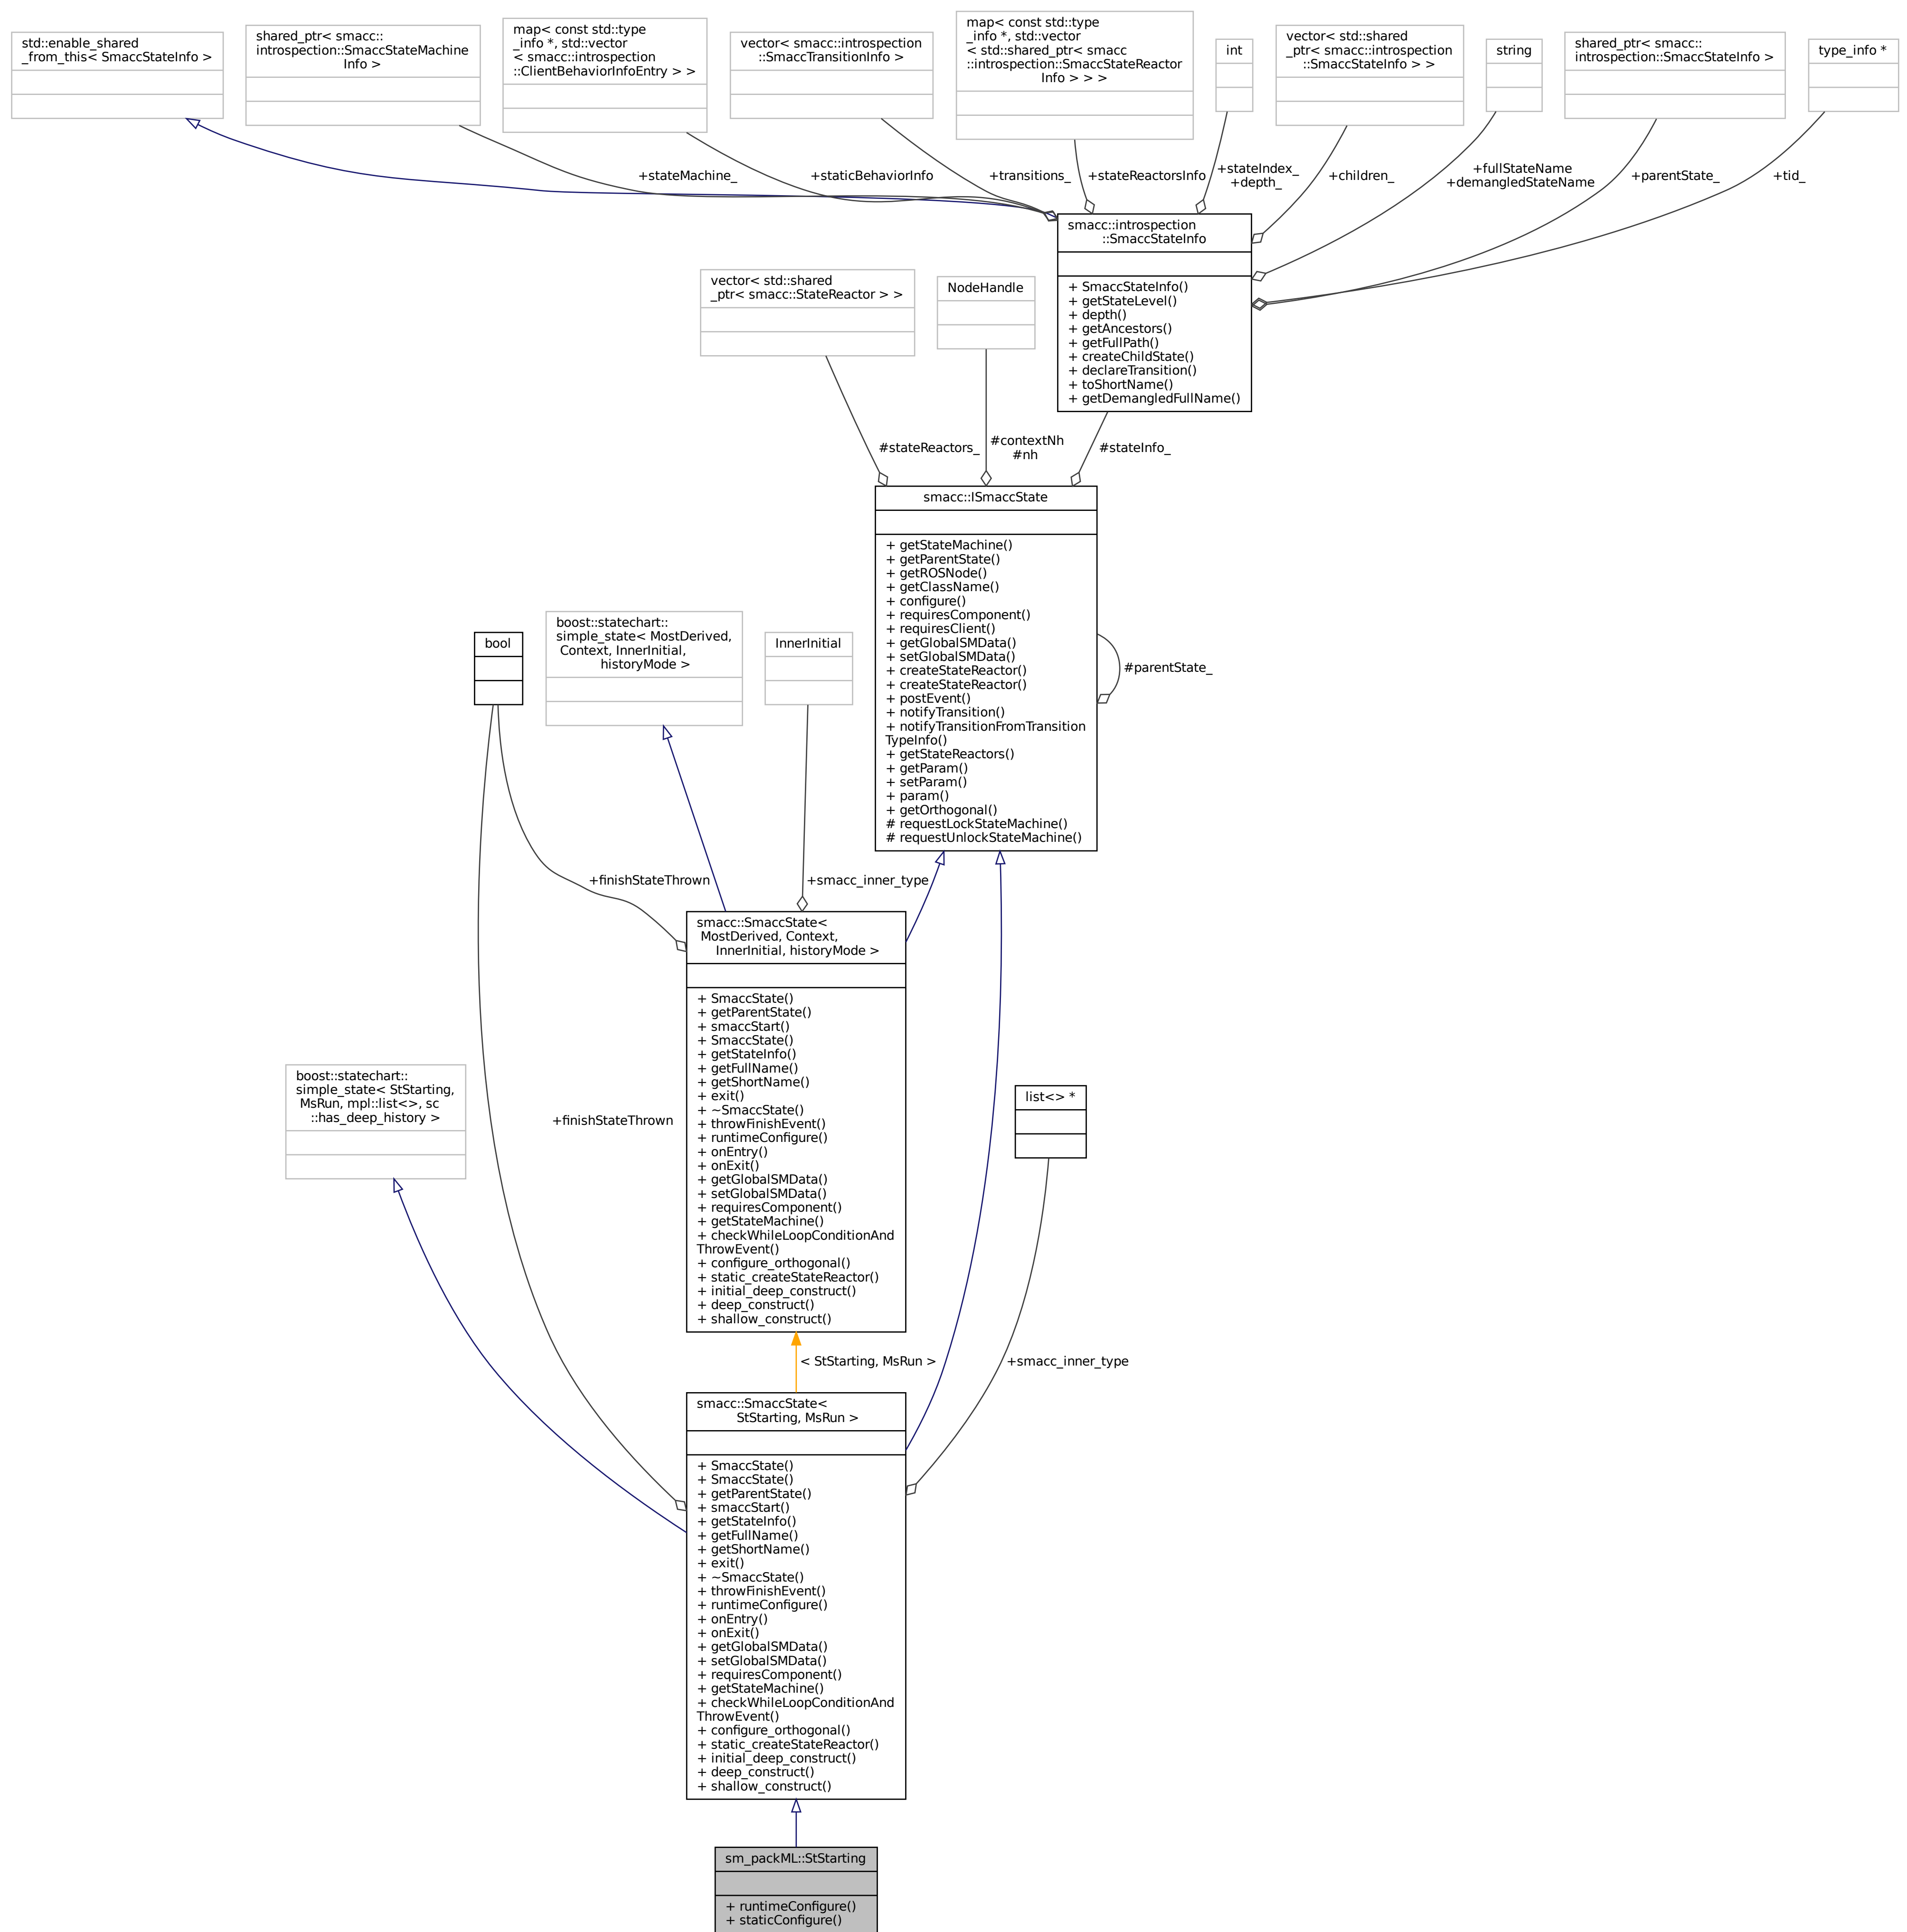 std::enable_shared
_from_this< SmaccStateInfo >
shared_ptr< smacc::
introspection::SmaccStateMachine
Info >
map< const std::type
_info *, std::vector
< smacc::introspection
::ClientBehaviorInfoEntry > >
vector< smacc::introspection
::SmaccTransitionInfo >
map< const std::type
_info *, std::vector
< std::shared_ptr< smacc
::introspection::SmaccStateReactor
Info > > >
int
vector< std::shared
_ptr< smacc::introspection
::SmaccStateInfo > >
string
shared_ptr< smacc::
introspection::SmaccStateInfo >
type_info *
+stateMachine_
+staticBehaviorInfo
+transitions_
+stateReactorsInfo
+stateIndex_
+depth_
+children_
+fullStateName
+demangledStateName
+parentState_
+tid_
smacc::introspection
::SmaccStateInfo
+ SmaccStateInfo()
+ getStateLevel()
+ depth()
+ getAncestors()
+ getFullPath()
+ createChildState()
+ declareTransition()
+ toShortName()
+ getDemangledFullName()
vector< std::shared
_ptr< smacc::StateReactor > >
NodeHandle
#stateReactors_
#contextNh
#nh
#stateInfo_
smacc::ISmaccState
+ getStateMachine()
+ getParentState()
+ getROSNode()
+ getClassName()
+ configure()
+ requiresComponent()
+ requiresClient()
+ getGlobalSMData()
+ setGlobalSMData()
+ createStateReactor()
+ createStateReactor()
+ postEvent()
+ notifyTransition()
+ notifyTransitionFromTransition
TypeInfo()
+ getStateReactors()
+ getParam()
+ setParam()
+ param()
+ getOrthogonal()
# requestLockStateMachine()
# requestUnlockStateMachine()
#parentState_
bool
boost::statechart::
simple_state< MostDerived,
Context, InnerInitial,
historyMode >
InnerInitial
+finishStateThrown
+smacc_inner_type
smacc::SmaccState<
MostDerived, Context,
InnerInitial, historyMode >
+ SmaccState()
+ getParentState()
+ smaccStart()
+ SmaccState()
+ getStateInfo()
+ getFullName()
+ getShortName()
+ exit()
+ ~SmaccState()
+ throwFinishEvent()
+ runtimeConfigure()
+ onEntry()
+ onExit()
+ getGlobalSMData()
+ setGlobalSMData()
+ requiresComponent()
+ getStateMachine()
+ checkWhileLoopConditionAnd
ThrowEvent()
+ configure_orthogonal()
+ static_createStateReactor()
+ initial_deep_construct()
+ deep_construct()
+ shallow_construct()
boost::statechart::
simple_state< StStarting,
MsRun, mpl::list<>, sc
::has_deep_history >
+finishStateThrown
list<> *
< StStarting, MsRun >
+smacc_inner_type
smacc::SmaccState<
StStarting, MsRun >
+ SmaccState()
+ SmaccState()
+ getParentState()
+ smaccStart()
+ getStateInfo()
+ getFullName()
+ getShortName()
+ exit()
+ ~SmaccState()
+ throwFinishEvent()
+ runtimeConfigure()
+ onEntry()
+ onExit()
+ getGlobalSMData()
+ setGlobalSMData()
+ requiresComponent()
+ getStateMachine()
+ checkWhileLoopConditionAnd
ThrowEvent()
+ configure_orthogonal()
+ static_createStateReactor()
+ initial_deep_construct()
+ deep_construct()
+ shallow_construct()
sm_packML::StStarting
+ runtimeConfigure()
+ staticConfigure()